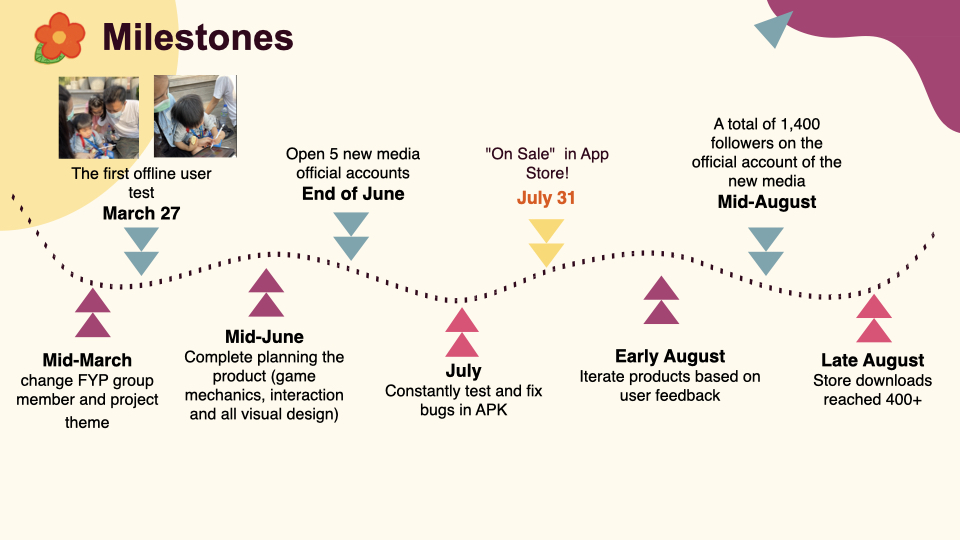 Milestones
The first offline user
test
March 27
Open 5 new media
official accounts
End of June
"On Sale"  in App
Store!
July 31
A total of 1,400
followers on the
official account of the
new media
Mid-August
Mid-March
change FYP group
member and project
theme
Mid-June
Complete planning the
product (game
mechanics, interaction
and all visual design)
July
Constantly test and fix
bugs in APK
Early August
Iterate products based on
user feedback
Late August
Store downloads
reached 400+